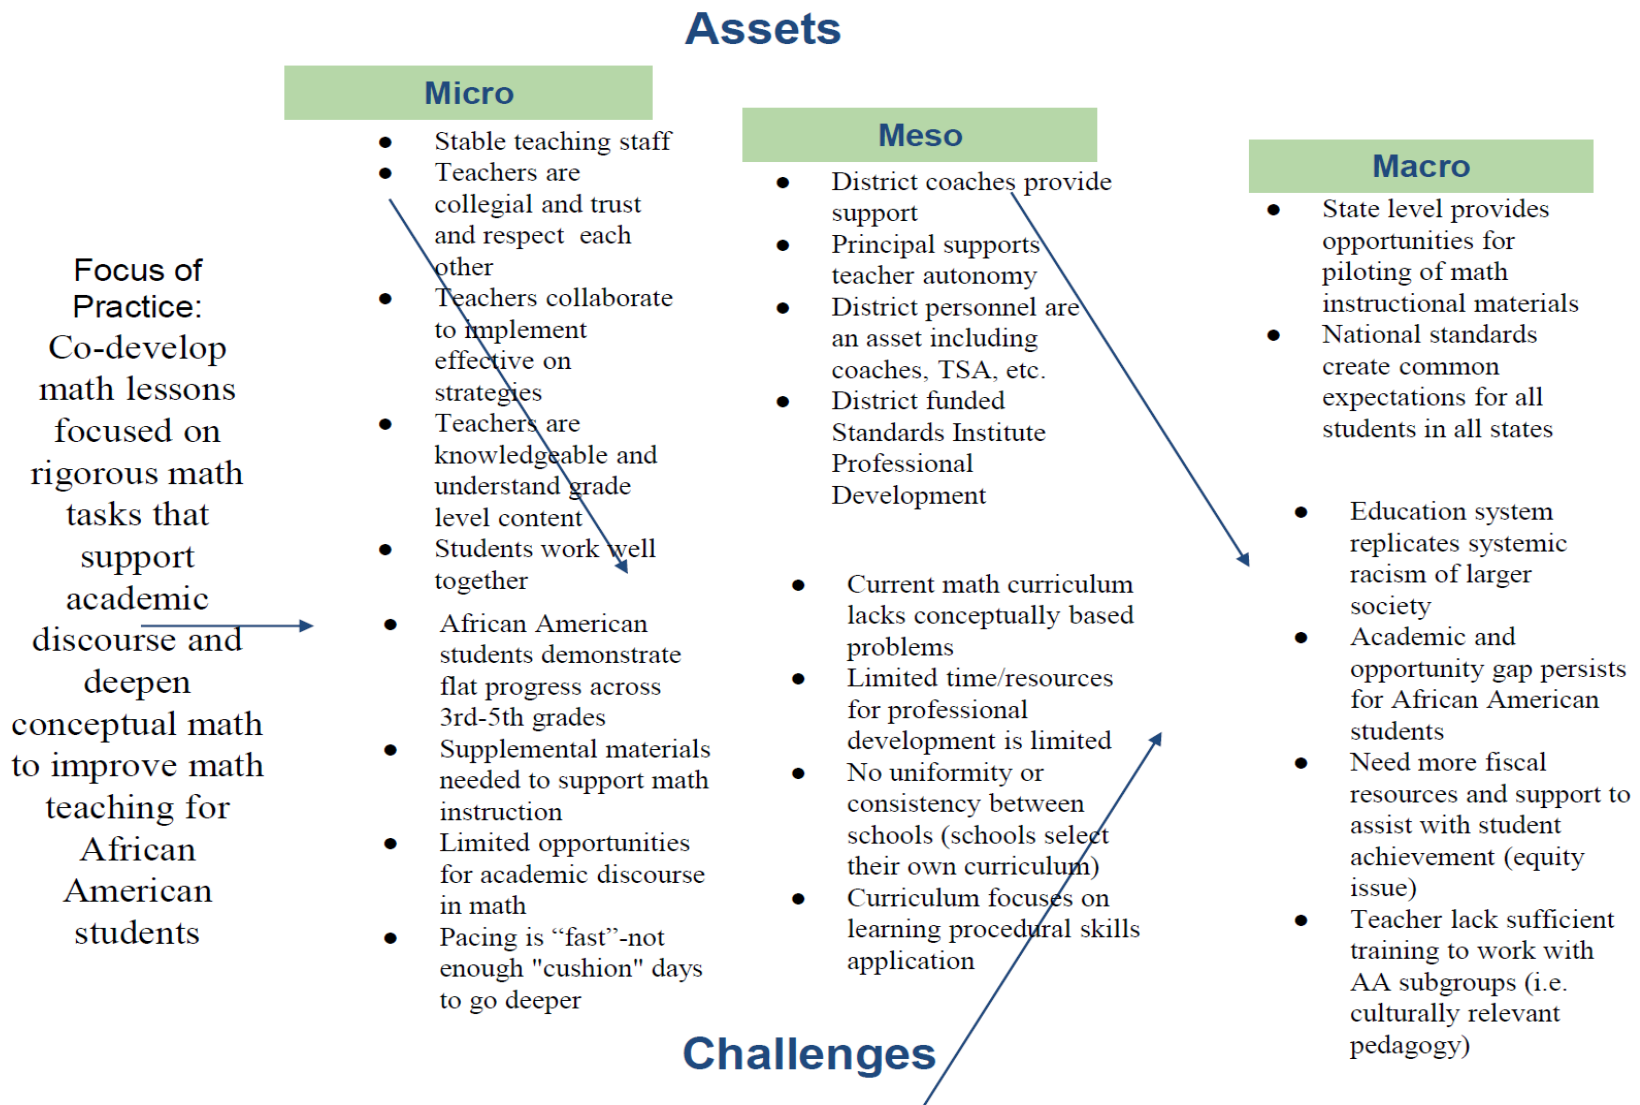 Assets
Focus of
Practice:
Co-develop
math lessons
focused on
rigorous math
tasks that
support
academic
discourse and
deepen
conceptual math
to improve math
teaching for
African
American
students
Micro
● Stable teaching staff
● Teachers are
collegial and trust
and respect each
other
● Teachers collaborate
to implement
effective on
strategies
● Teachers are
knowledgeable and
understand grade
level content
● Students work well
together
● African American
students demonstrate
flat progress across
3rd-5th grades
● Supplemental materials
needed to support math
instruction
● Limited opportunities
for academic discourse
in math
● Pacing is “fast”-not
enough "cushion" days
to go deeper
Meso
● District coaches provide
support
● Principal supports
teacher autonomy
● District personnel are
an asset including
coaches, TSA, etc.
● District funded
Standards Institute
Professional
Development
● Current math curriculum
lacks conceptually based
problems
● Limited time/resources
for professional
development is limited
● No uniformity or
consistency between
schools (schools select
their own curriculum)
● Curriculum focuses on
learning procedural skills
application
Macro
● State level provides
opportunities for
piloting of math
instructional materials
● National standards
create common
expectations for all
students in all states
● Education system
replicates systemic
racism of larger
society
● Academic and
opportunity gap persists
for African American
students
● Need more fiscal
resources and support to
assist with student
achievement (equity
issue)
● Teacher lack sufficient
training to work with
AA subgroups (i.e.
culturally relevant
pedagogy)
Challenges